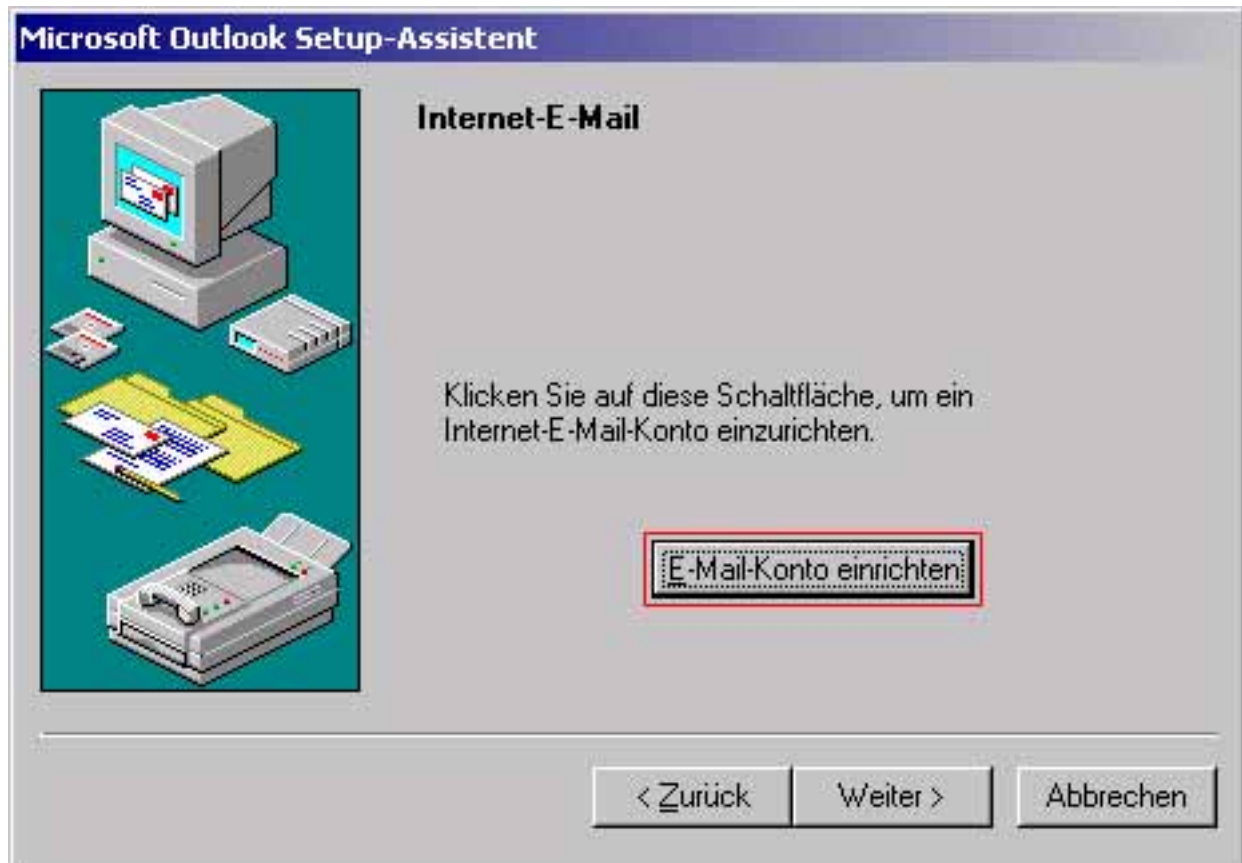 Microsoft Outlook Setup-Assistent
Internet-E-Mail
Klicken Sie auf diese Schaltfläche, um ein
Internet-E-Mail-Konto einzurichten.
E-Mail-Konto einrichten
< Zurück
Weiter >
Abbrechen